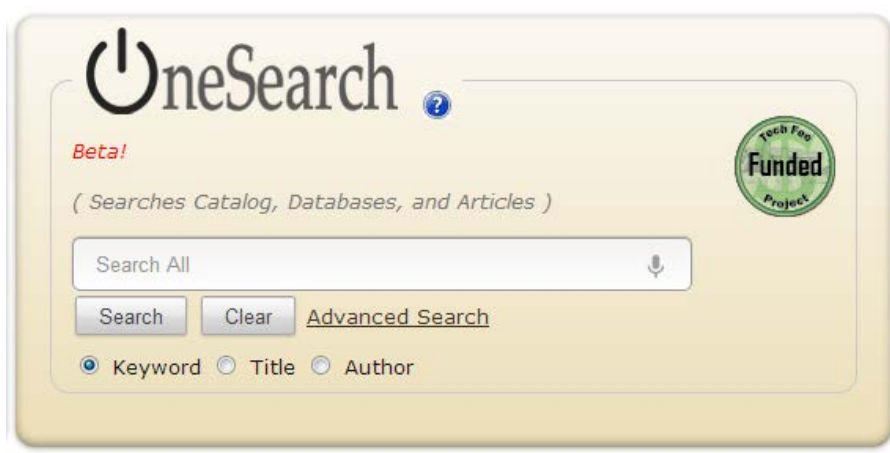 OneSearch ?
Beta!
( Searches Catalog, Databases, and Articles )
Tech Fee
Funded
Project
Search All
Search Clear Advanced Search
Keyword Title Author